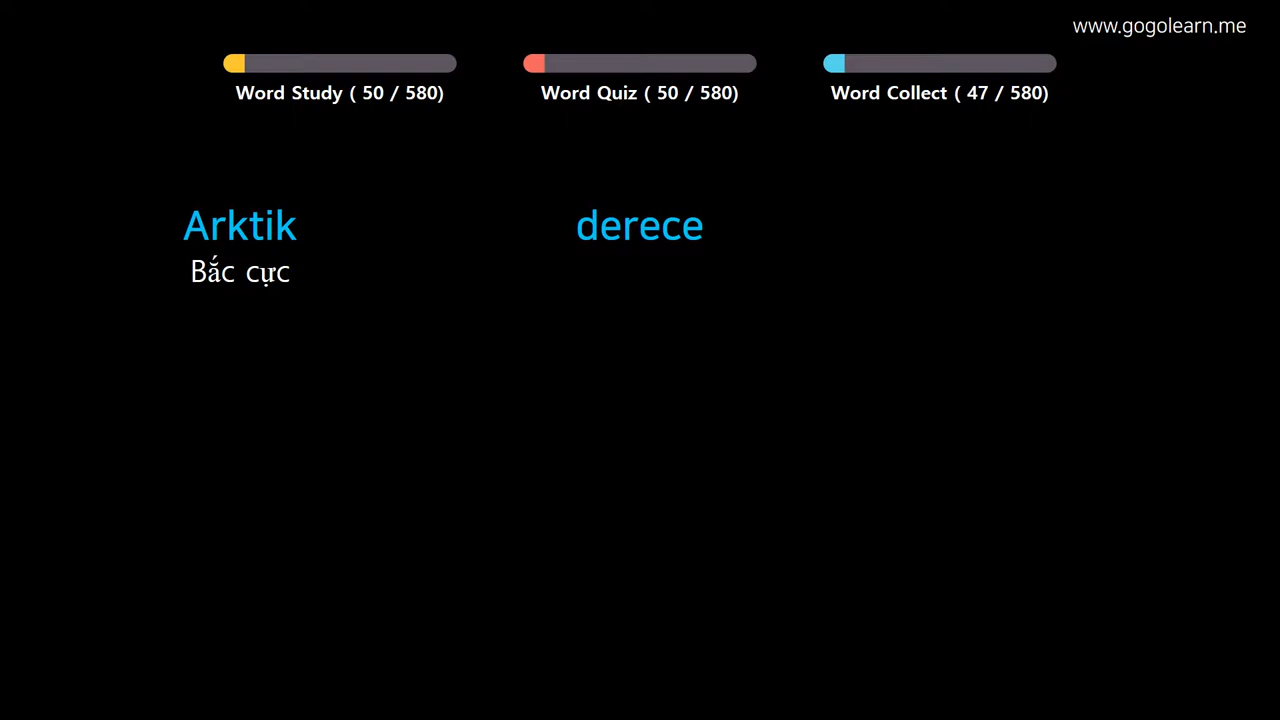 www.gogolearn.me
Word Study ( 50 / 580)
Word Quiz ( 50 / 580)
Word Collect ( 47 / 580)
Arktik
Bắc cực
derece